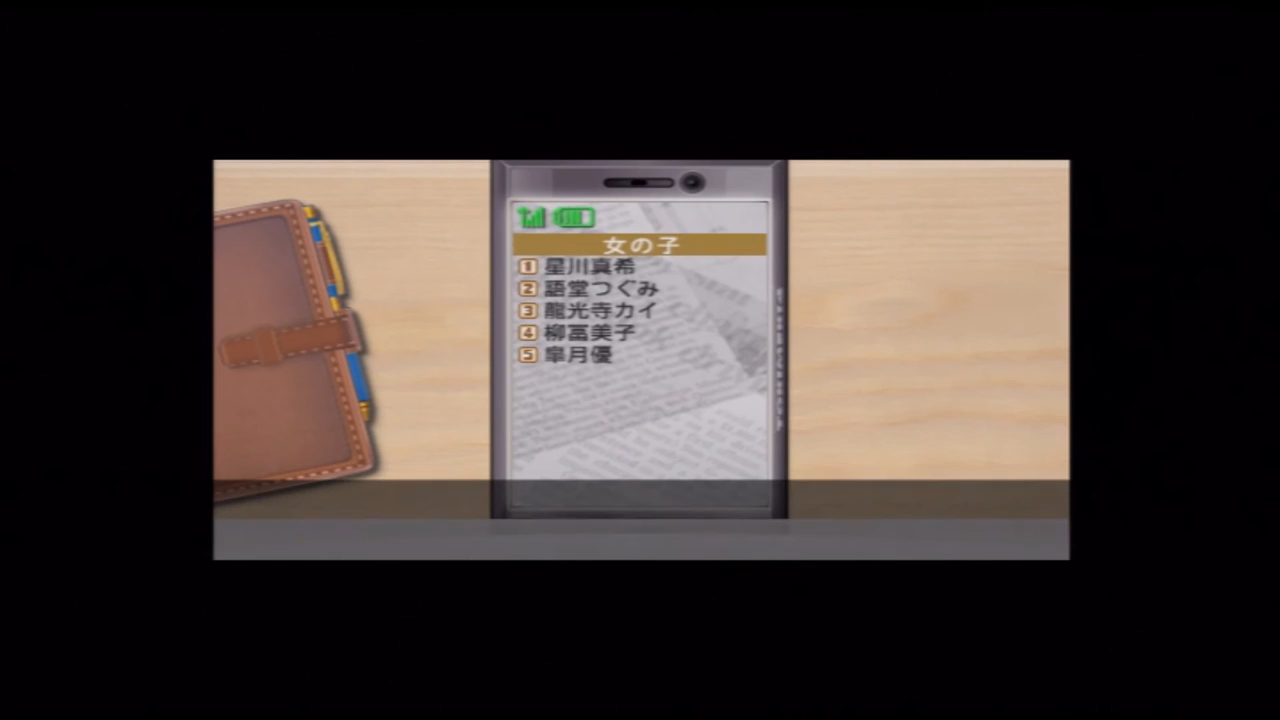 女の子
1 星川真希
2 語堂つぐみ
3 龍光寺カイ
4 柳冨美子
5 皐月優